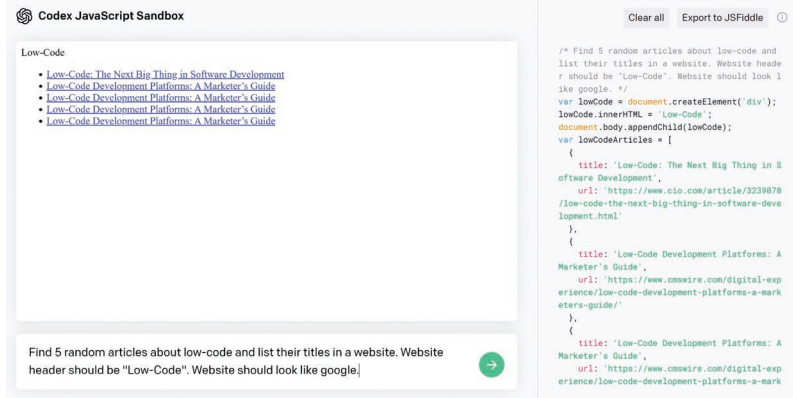 Codex JavaScript Sandbox
Clear all Export to JSFiddle
Low-Code
Low-Code: The Next Big Thing in Software Development
Low-Code Development Platforms: A Marketer's Guide
Low-Code Development Platforms: A Marketer's Guide
Low-Code Development Platforms: A Marketer's Guide
Low-Code Development Platforms: A Marketer's Guide
Find 5 random articles about low-code and list their titles in a website. Website
header should be "Low-Code". Website should look like google.
/* Find 5 random articles about low-code and
list their titles in a website. Website heade
r should be "Low-Code". Website should look l
ike google. */
var lowCode = document.createElement('div');
lowCode.innerHTML = 'Low-Code';
document.body.appendChild(lowCode);
var lowCodeArticles = [
{
title: 'Low-Code: The Next Big Thing in S
oftware Development',
url: 'https://www.cio.com/article/3239078
/low-code-the-next-big-thing-in-software-deve
lopment.html'
},
{
title: 'Low-Code Development Platforms: A
Marketer's Guide',
url: 'https://www.cmswire.com/digital-exp
erience/low-code-development-platforms-a-mark
eters-guide/'
},
{
title: 'Low-Code Development Platforms: A
Marketer's Guide',
url: 'https://www.cmswire.com/digital-exp
erience/low-code-development-platforms-a-mark